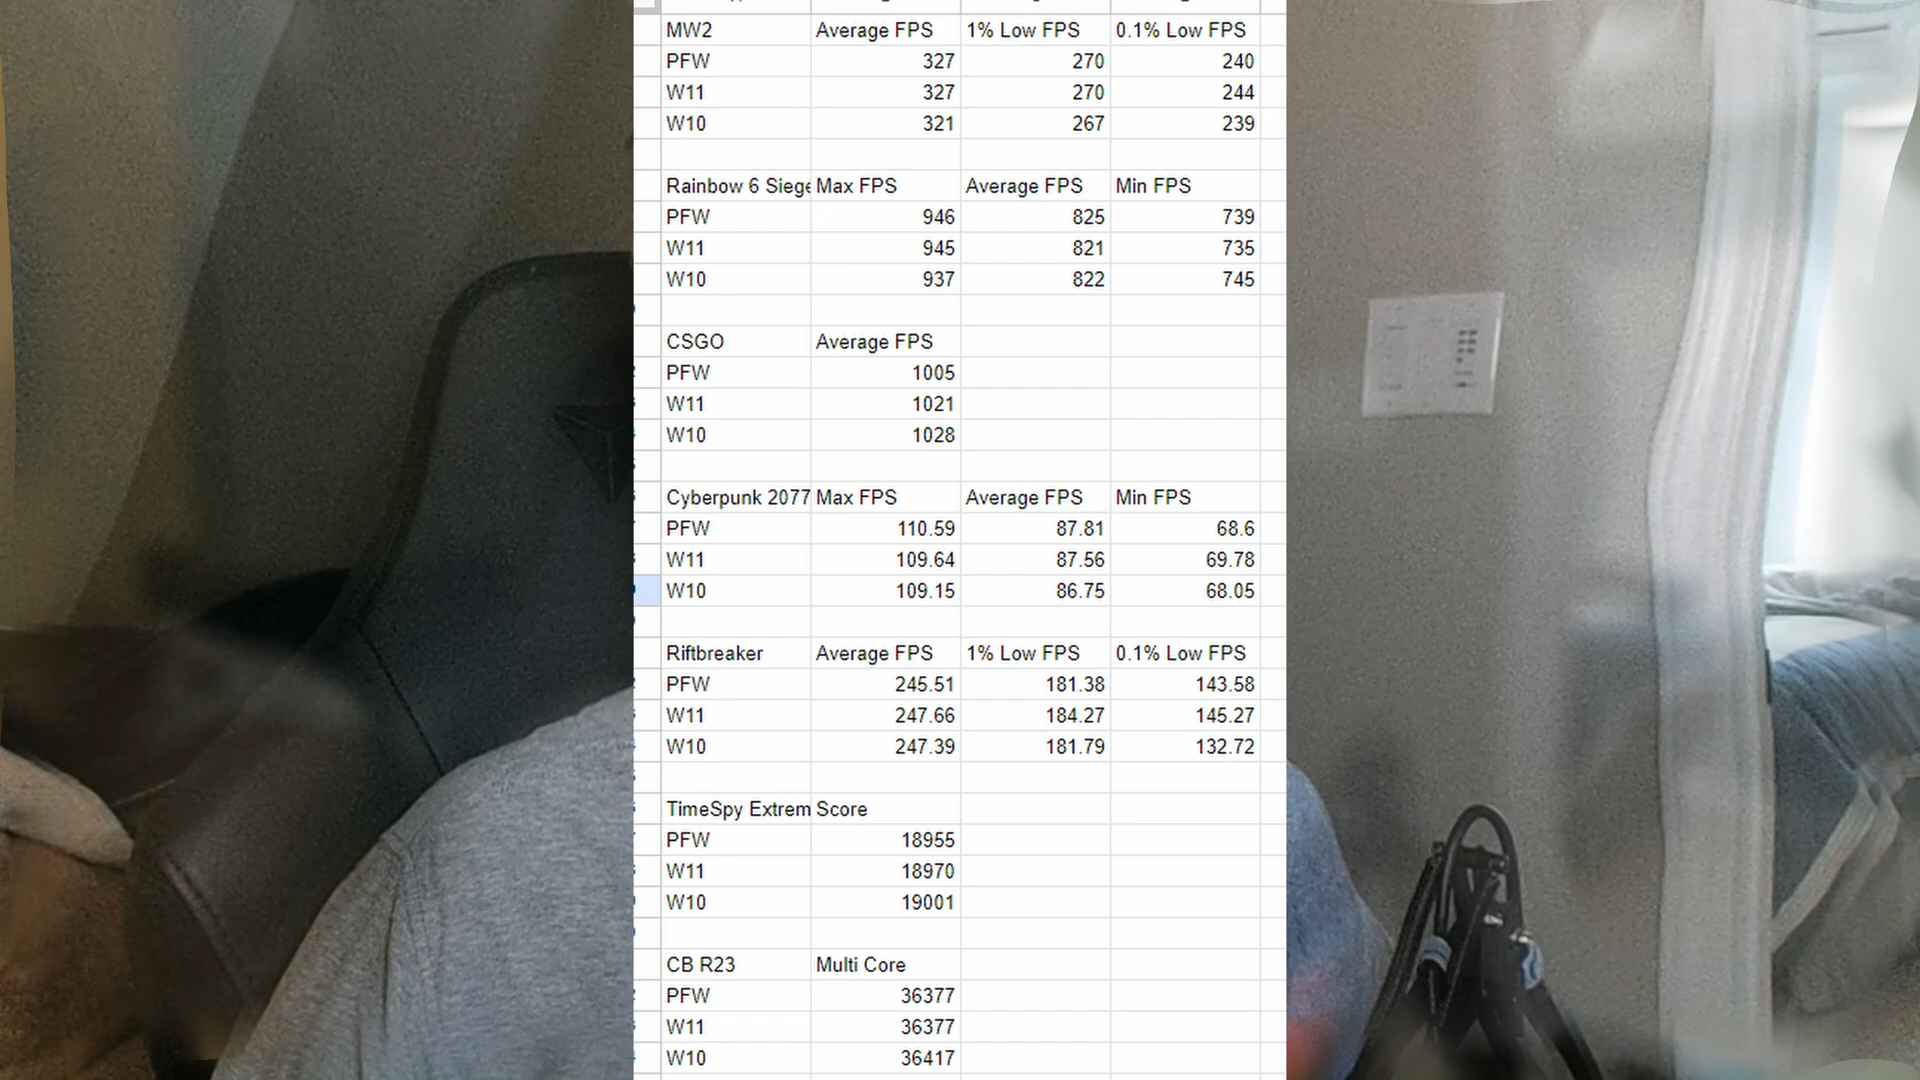 MW2 Average FPS 1% Low FPS 0.1% Low FPS
PFW 327 270 240
W11 327 270 244
W10 321 267 239
Rainbow 6 Siege Max FPS Average FPS Min FPS
PFW 946 825 739
W11 945 821 735
W10 937 822 745
CSGO Average FPS
PFW 1005
W11 1021
W10 1028
Cyberpunk 2077 Max FPS Average FPS Min FPS
PFW 110.59 87.81 68.6
W11 109.64 87.56 69.78
W10 109.15 86.75 68.05
Riftbreaker Average FPS 1% Low FPS 0.1% Low FPS
PFW 245.51 181.38 143.58
W11 247.66 184.27 145.27
W10 247.39 181.79 132.72
TimeSpy Extrem Score
PFW 18955
W11 18970
W10 19001
CB R23 Multi Core
PFW 36377
W11 36377
W10 36417